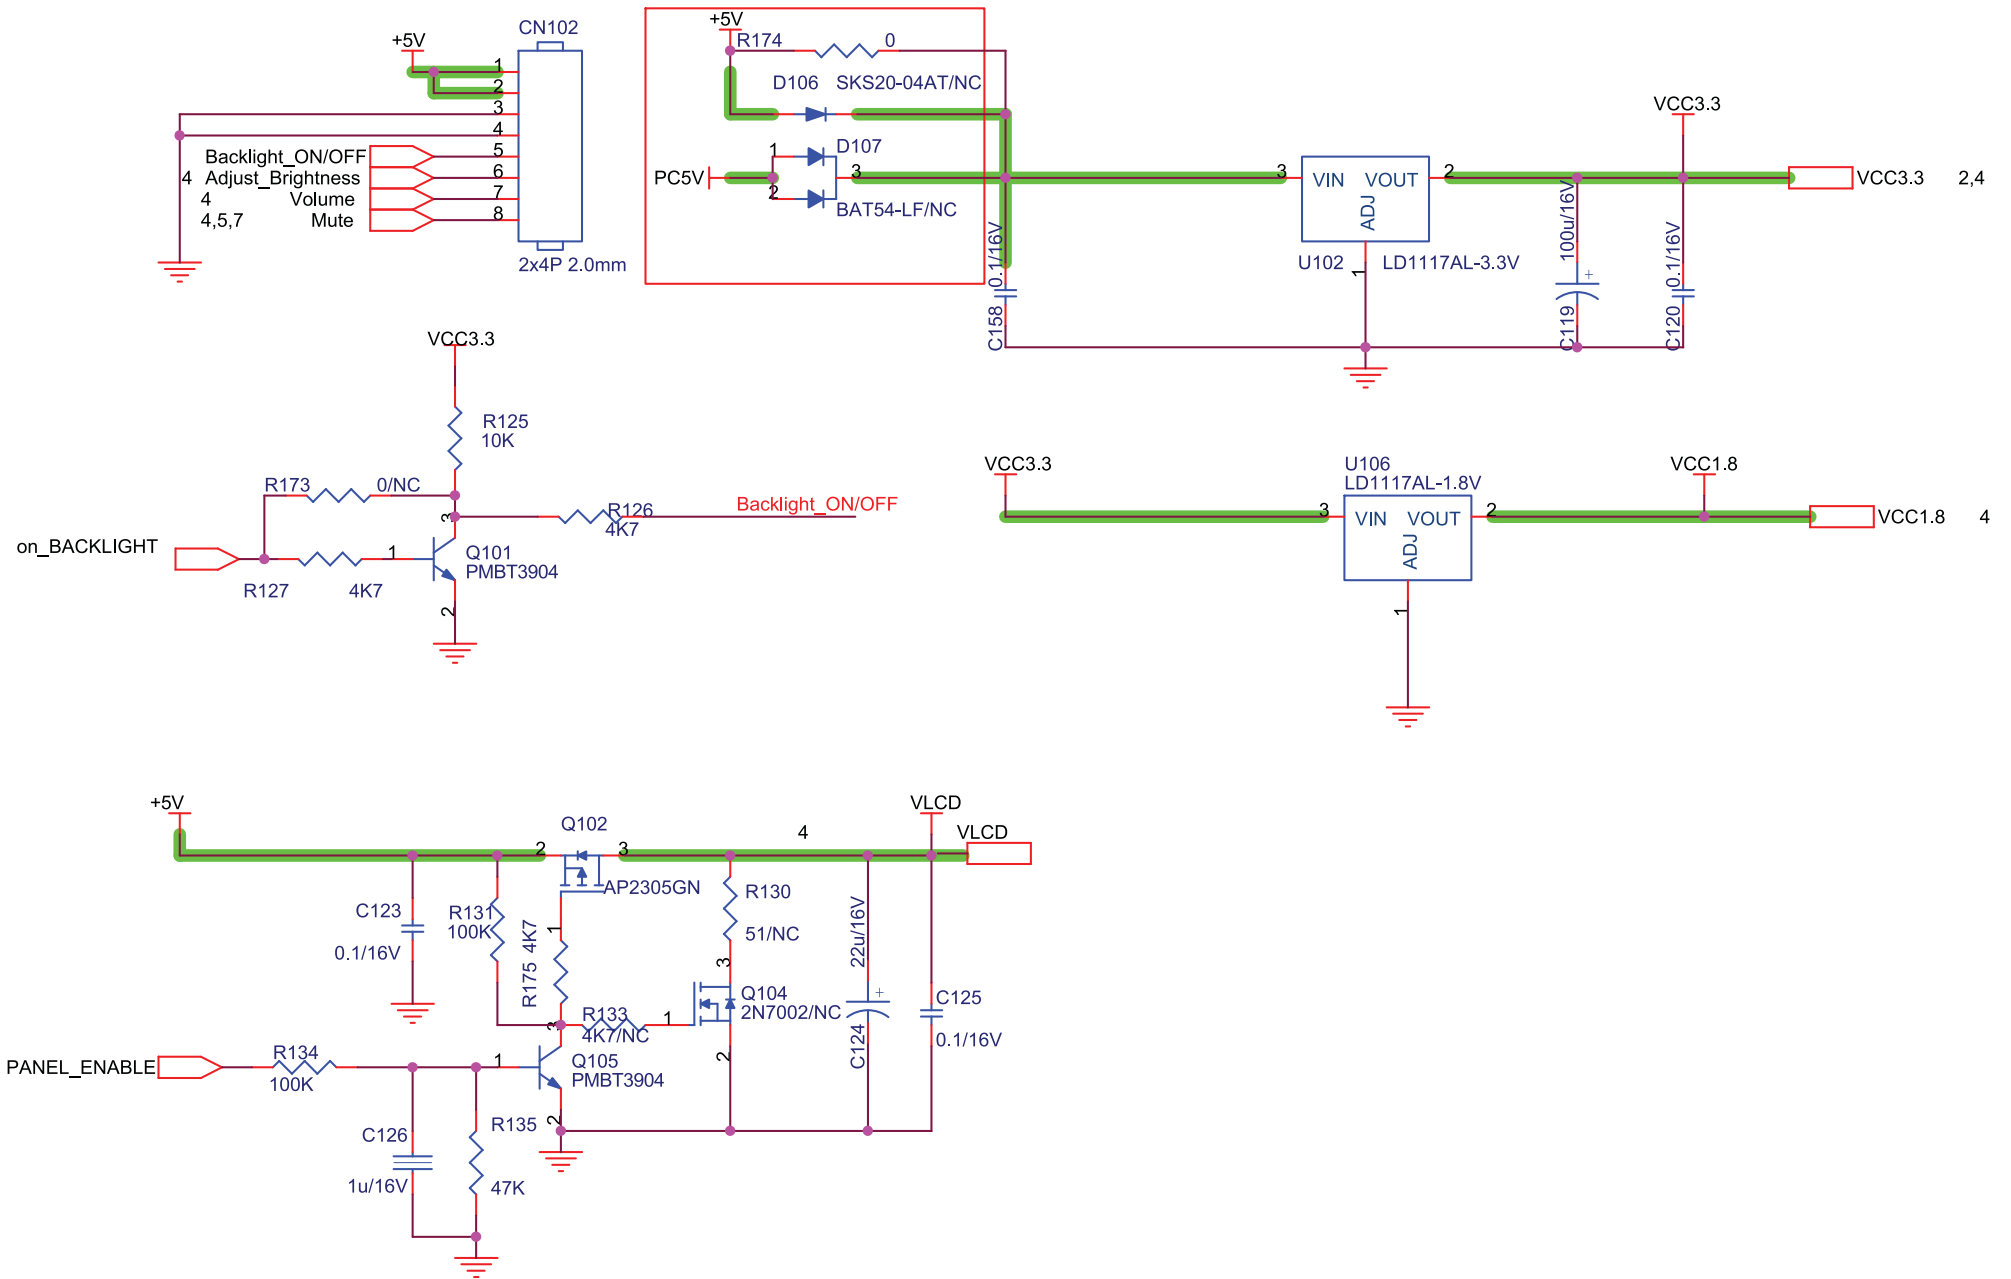 CN102
+5V
1
2
3
4
Backlight_ON/OFF
5
4 Adjust_Brightness
6
4 Volume
7
4,5,7 Mute
8
2x4P 2.0mm
+5V
R174 0
D106 SKS20-04AT/NC
D107
1
PC5V
3
2
BAT54-LF/NC
0.1/16V
C158
3
VIN VOUT
ADJ
2
1
U102 LD1117AL-3.3V
VCC3.3
VCC3.3 2,4
100u/16V
+
C119
0.1/16V
C120
VCC3.3
R125
10K
R173 0/NC
3
R126
4K7
Backlight_ON/OFF
on_BACKLIGHT
1
Q101
PMBT3904
R127 4K7
2
VCC3.3
U106
LD1117AL-1.8V
3
VIN VOUT
ADJ
2
1
VCC1.8
VCC1.8 4
+5V
Q102
2
3
4
VLCD
VLCD
AP2305GN
C123
0.1/16V
R131
100K
1
R175 4K7
R130
51/NC
3
Q104
2N7002/NC
22u/16V
+
C124
C125
0.1/16V
R133
4K7/NC
1
3
2
PANEL_ENABLE
R134
100K
1
Q105
PMBT3904
2
C126
1u/16V
R135
47K